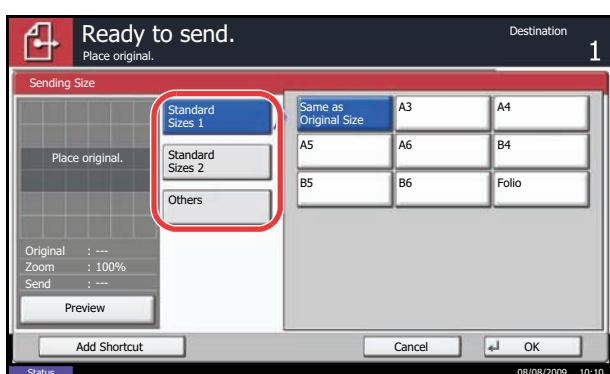 Ready to send.
Place original.
Destination
1
Sending Size
Place original.
Original : ---
Zoom : 100%
Send : ---
Preview
Standard
Sizes 1
Standard
Sizes 2
Others
Same as
Original Size
A3
A4
A5
A6
B4
B5
B6
Folio
Add Shortcut
Cancel
OK
Status
08/08/2009 10:10